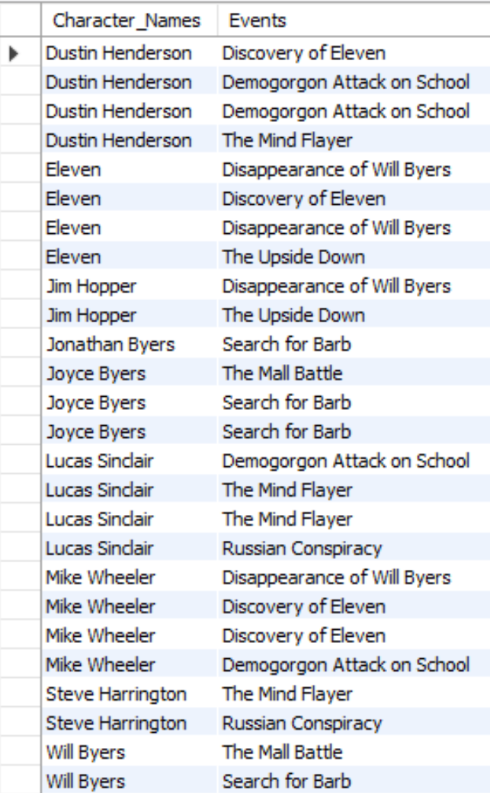 Character_Names Events
Dustin Henderson Discovery of Eleven
Dustin Henderson Demogorgon Attack on School
Dustin Henderson Demogorgon Attack on School
Dustin Henderson The Mind Flayer
Eleven Disappearance of Will Byers
Eleven Discovery of Eleven
Eleven Disappearance of Will Byers
Eleven The Upside Down
Jim Hopper Disappearance of Will Byers
Jim Hopper The Upside Down
Jonathan Byers Search for Barb
Joyce Byers The Mall Battle
Joyce Byers Search for Barb
Joyce Byers Search for Barb
Lucas Sinclair Demogorgon Attack on School
Lucas Sinclair The Mind Flayer
Lucas Sinclair The Mind Flayer
Lucas Sinclair Russian Conspiracy
Mike Wheeler Disappearance of Will Byers
Mike Wheeler Discovery of Eleven
Mike Wheeler Discovery of Eleven
Mike Wheeler Demogorgon Attack on School
Steve Harrington The Mind Flayer
Steve Harrington Russian Conspiracy
Will Byers The Mall Battle
Will Byers Search for Barb